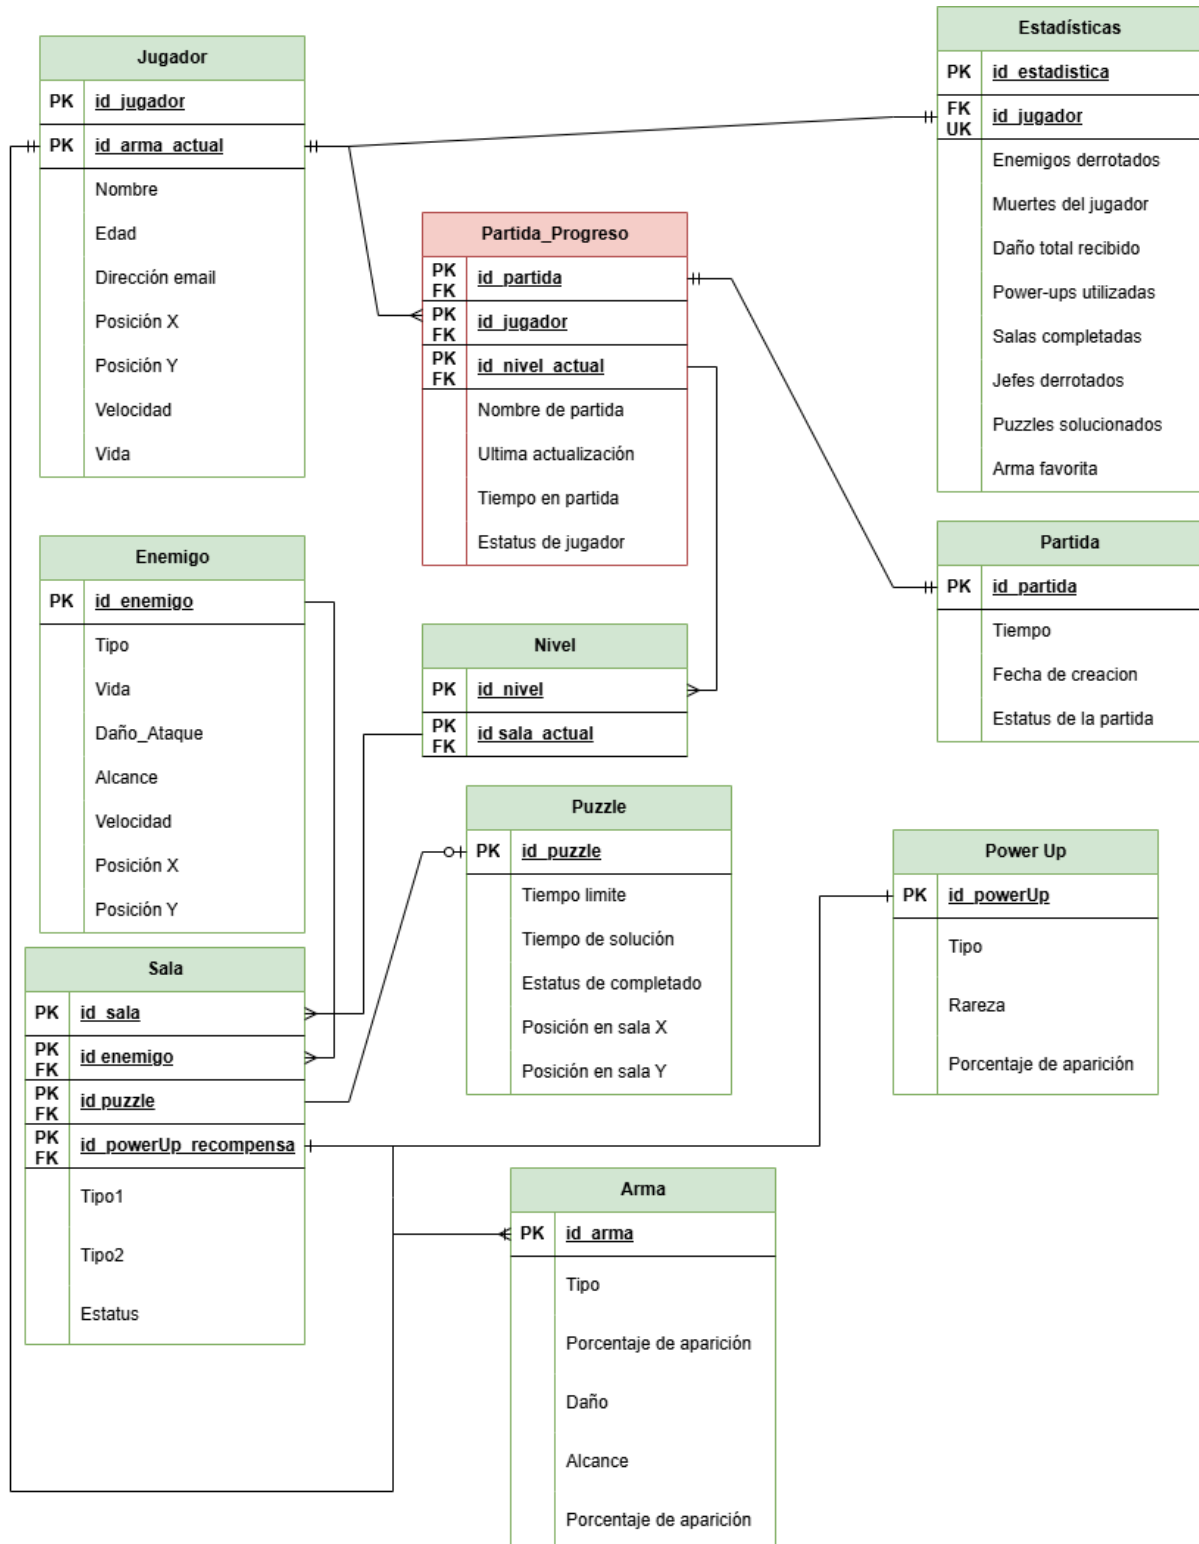 Jugador
PK id_jugador
PK id_arma_actual
Nombre
Edad
Dirección email
Posición X
Posición Y
Velocidad
Vida
Estadísticas
PK id_estadistica
FK UK id_jugador
Enemigos derrotados
Muertes del jugador
Daño total recibido
Power-ups utilizadas
Salas completadas
Jefes derrotados
Puzzles solucionados
Arma favorita
Partida_Progreso
PK FK id_partida
PK FK id_jugador
PK FK id_nivel_actual
Nombre de partida
Ultima actualización
Tiempo en partida
Estatus de jugador
Enemigo
PK id_enemigo
Tipo
Vida
Daño_Ataque
Alcance
Velocidad
Posición X
Posición Y
Partida
PK id_partida
Tiempo
Fecha de creacion
Estatus de la partida
Nivel
PK id_nivel
PK FK id sala_actual
Puzzle
PK id_puzzle
Tiempo limite
Tiempo de solución
Estatus de completado
Posición en sala X
Posición en sala Y
Power Up
PK id_powerUp
Tipo
Rareza
Porcentaje de aparición
Sala
PK id_sala
PK FK id enemigo
PK FK id puzzle
PK FK id_powerUp_recompensa
Tipo1
Tipo2
Estatus
Arma
PK id_arma
Tipo
Porcentaje de aparición
Daño
Alcance
Porcentaje de aparición